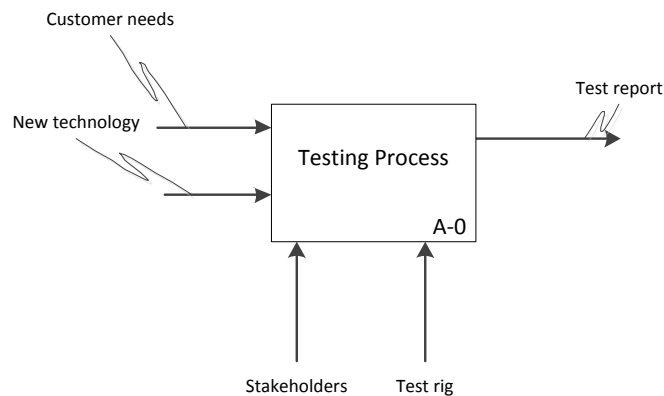 Customer needs
New technology
Test report
Testing Process
A-0
Stakeholders
Test rig